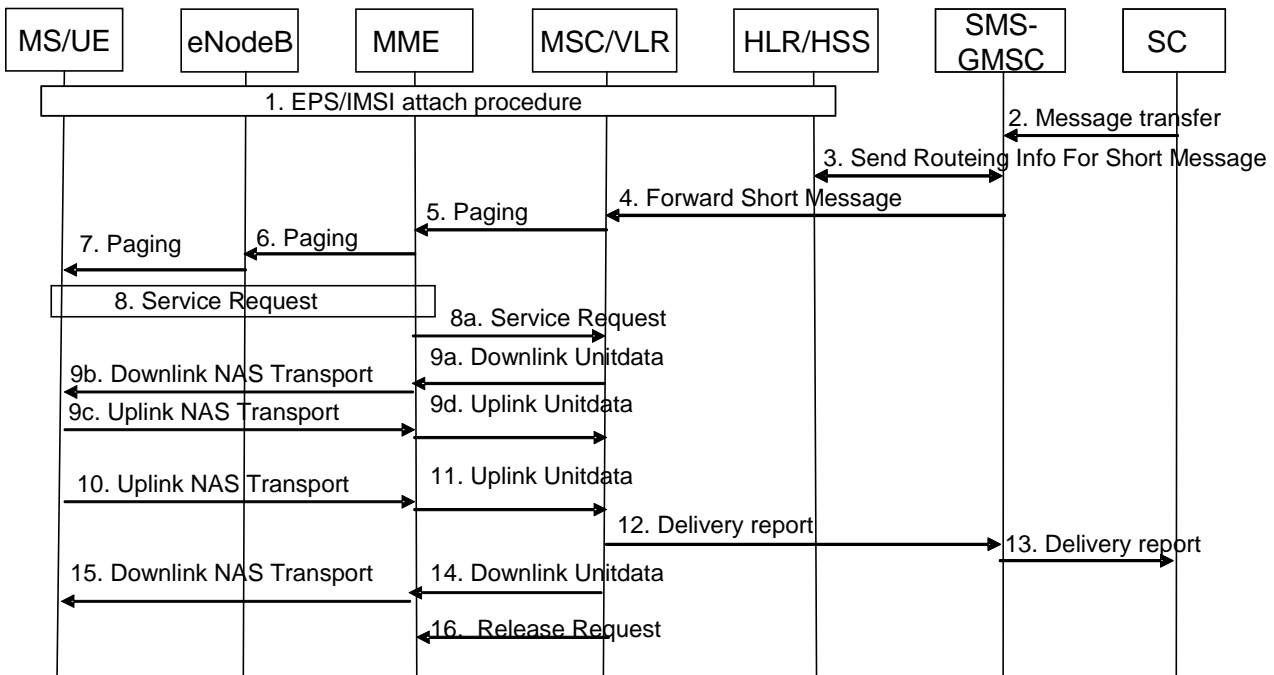 MS/UE
eNodeB
MME
MSC/VLR
HLR/HSS
SMS-
GMSC
SC
1. EPS/IMSI attach procedure
2. Message transfer
3. Send Routeing Info For Short Message
4. Forward Short Message
5. Paging
6. Paging
7. Paging
8. Service Request
8a. Service Request
9a. Downlink Unitdata
9b. Downlink NAS Transport
9c. Uplink NAS Transport
9d. Uplink Unitdata
10. Uplink NAS Transport
11. Uplink Unitdata
12. Delivery report
13. Delivery report
14. Downlink Unitdata
15. Downlink NAS Transport
16. Release Request